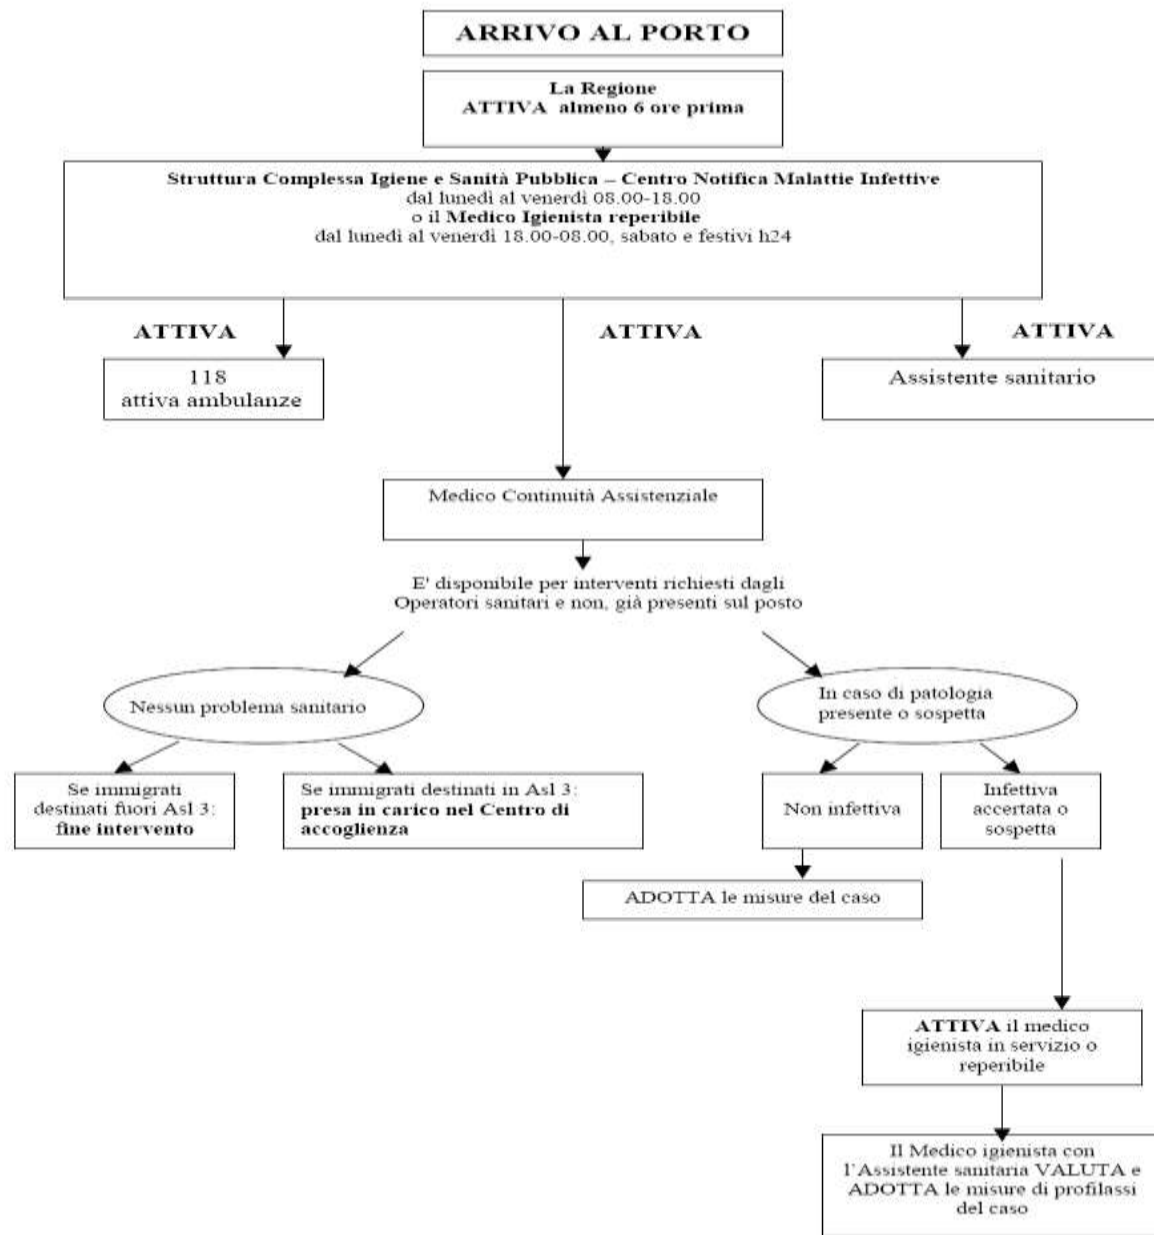 ARRIVO AL PORTO
La Regione
ATTIVA almeno 6 ore prima
Struttura Complessa Igiene e Sanità Pubblica – Centro Notifica Malattie Infettive
dal lunedì al venerdì 08.00-18.00
o il Medico Igienista reperibile
dal lunedì al venerdì 18.00-08.00, sabato e festivi h24
ATTIVA
ATTIVA
ATTIVA
118
attiva ambulanze
Assistente sanitario
Medico Continuità Assistenziale
E' disponibile per interventi richiesti dagli
Operatori sanitari e non, già presenti sul posto
Nessun problema sanitario
In caso di patologia
presente o sospetta
Se immigrati
destinati fuori Asl 3:
fine intervento
Se immigrati destinati in Asl 3:
presa in carico nel Centro di
accoglienza
Non infettiva
Infettiva
accertata o
sospetta
ADOTTA le misure del caso
ATTIVA il medico
igienista in servizio o
reperibile
Il Medico igienista con
l'Assistente sanitaria VALUTA e
ADOTTA le misure di profilassi
del caso